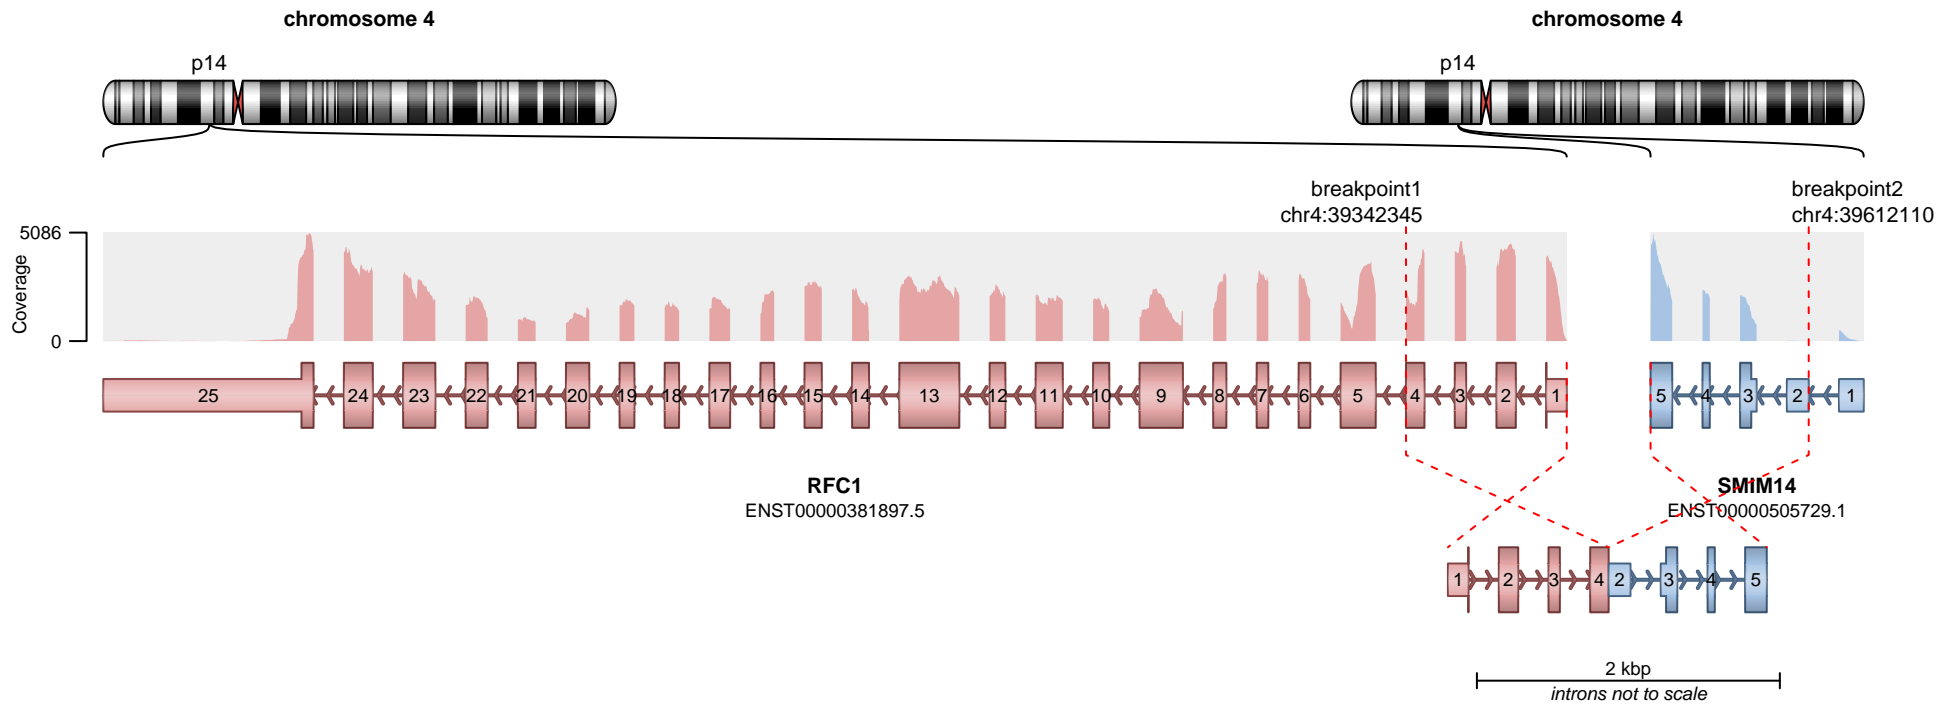 chromosome 4
chromosome 4
p14
p14
breakpoint1
chr4:39342345
breakpoint2
chr4:39612110
Coverage
5086
0
25 24 23 22 21 20 19 18 17 16 15 14 13 12 11 10 9 8 7 6 5 4 3 2 1
5 4 3 2 1
RFC1
ENST00000381897.5
SMIM14
ENST00000505729.1
1 2 3 4 2 3 4 5
2 kbp
introns not to scale